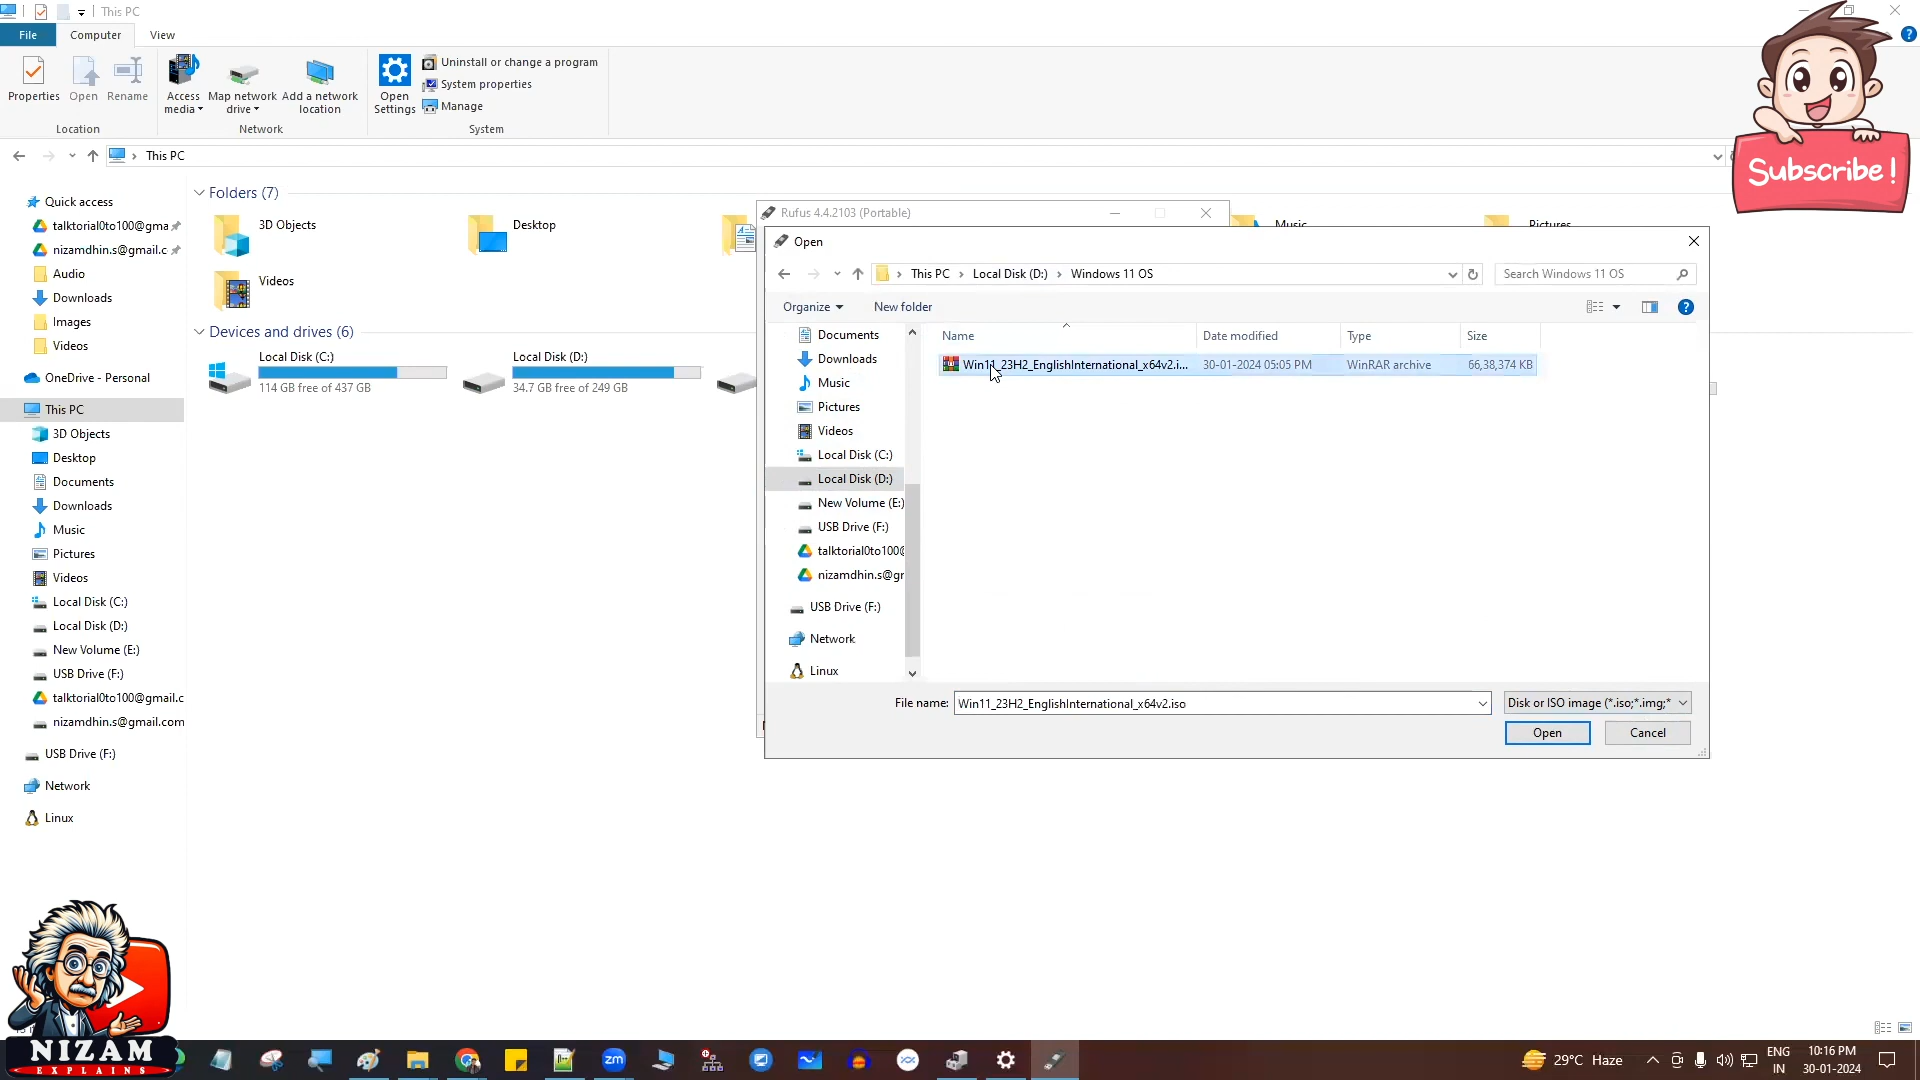 This PC
File
Computer
View
Properties
Open
Rename
Access media
Map network drive
Add a network location
Open Settings
Uninstall or change a program
System properties
Manage
Location
Network
System
This PC
Subscribe!
Quick access
talktorial0to100@gma
nizamdhin.s@gmail.c
Audio
Downloads
Images
Videos
OneDrive - Personal
This PC
3D Objects
Desktop
Documents
Downloads
Music
Pictures
Videos
Local Disk (C:)
Local Disk (D:)
New Volume (E:)
USB Drive (F:)
talktorial0to100@gmail.c
nizamdhin.s@gmail.com
USB Drive (F:)
Network
Linux
Folders (7)
3D Objects
Desktop
Music
Pictures
Videos
Devices and drives (6)
Local Disk (C:)
114 GB free of 437 GB
Local Disk (D:)
34.7 GB free of 249 GB
Rufus 4.4.2103 (Portable)
Open
This PC
Local Disk (D:)
Windows 11 OS
Search Windows 11 OS
Organize
New folder
Documents
Downloads
Music
Pictures
Videos
Local Disk (C:)
Local Disk (D:)
New Volume (E:)
USB Drive (F:)
talktorial0to100@
nizamdhin.s@gr
USB Drive (F:)
Network
Linux
Name
Date modified
Type
Size
Win11_23H2_EnglishInternational_x64v2.i...
30-01-2024 05:05 PM
WinRAR archive
66,38,374 KB
File name:
Win11_23H2_EnglishInternational_x64v2.iso
Disk or ISO image (*.iso;*.img;*
Open
Cancel
NIZAM
EXPLAINS
zm
29°C Haze
ENG
IN
10:16 PM
30-01-2024